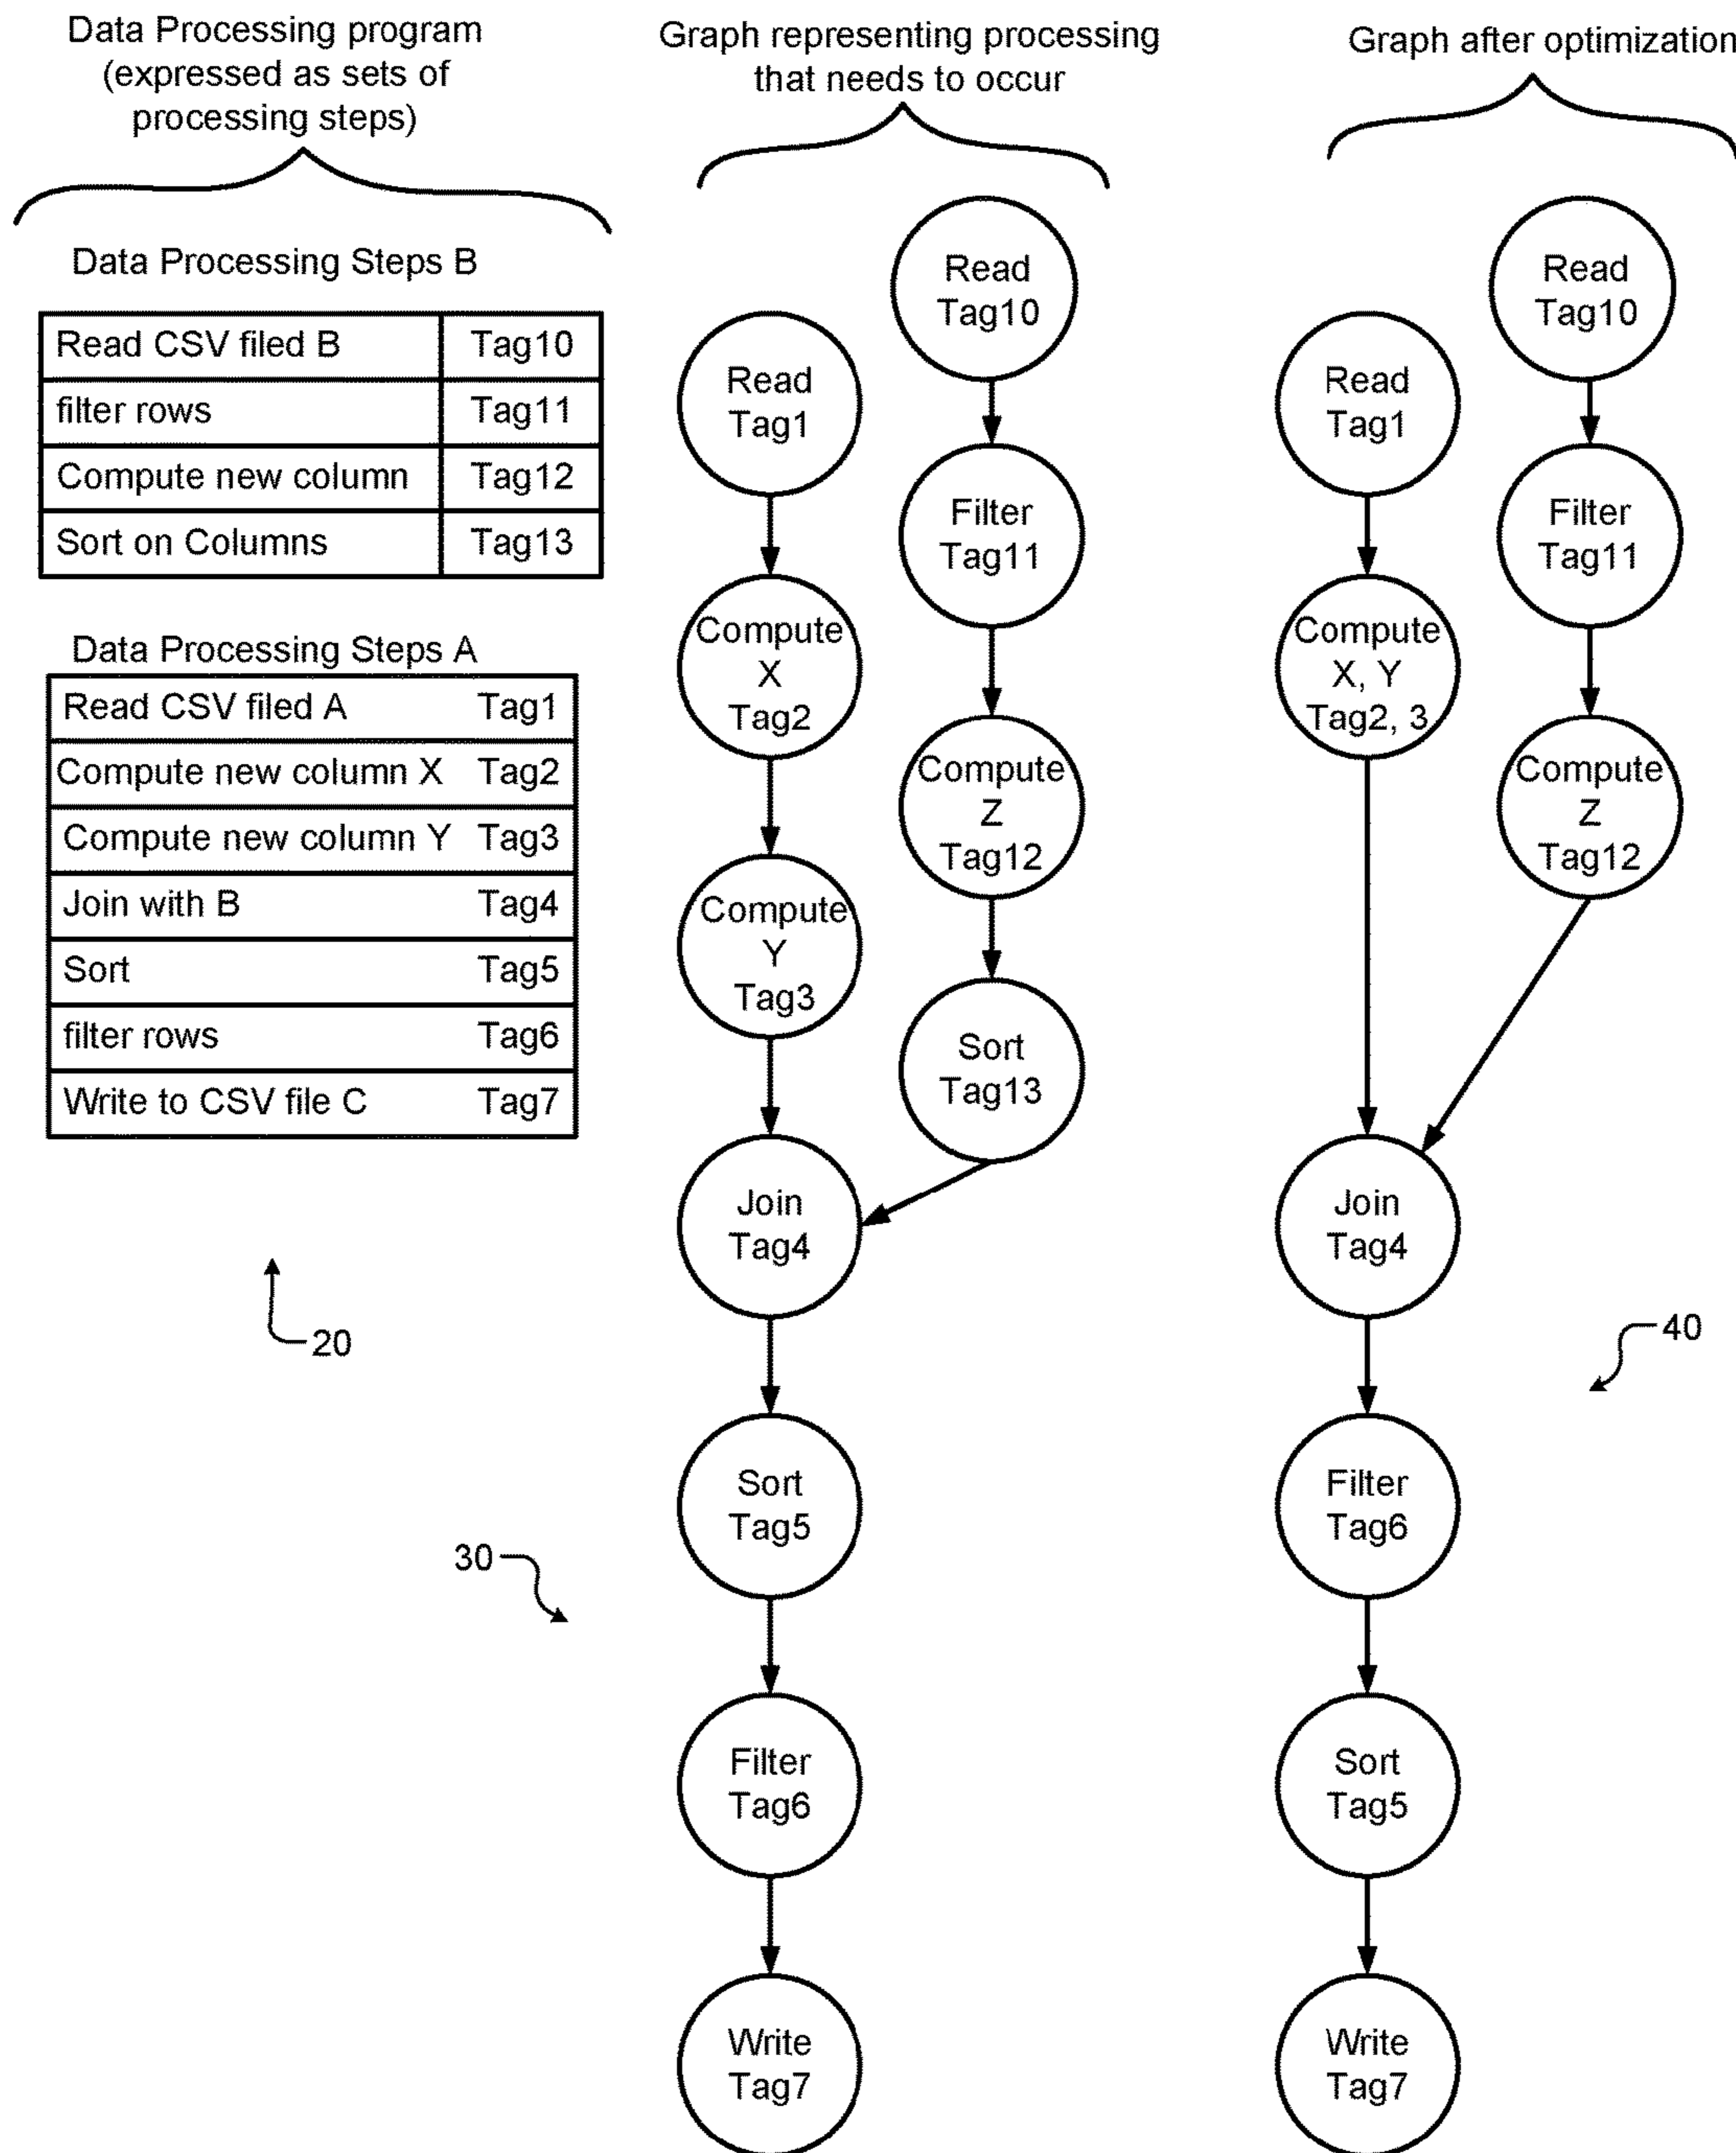 Data Processing program
(expressed as sets of
processing steps)
Data Processing Steps B
Read CSV filed B Tag10
filter rows Tag11
Compute new column Tag12
Sort on Columns Tag13
Data Processing Steps A
Read CSV filed A Tag1
Compute new column X Tag2
Compute new column Y Tag3
Join with B Tag4
Sort Tag5
filter rows Tag6
Write to CSV file C Tag7
20
Graph representing processing
that needs to occur
Read
Tag1
Compute
X
Tag2
Compute
Y
Tag3
Read
Tag10
Filter
Tag11
Compute
Z
Tag12
Sort
Tag13
Join
Tag4
Sort
Tag5
Filter
Tag6
Write
Tag7
30
Graph after optimization
Read
Tag1
Compute
X, Y
Tag2, 3
Read
Tag10
Filter
Tag11
Compute
Z
Tag12
Join
Tag4
Filter
Tag6
Sort
Tag5
Write
Tag7
40